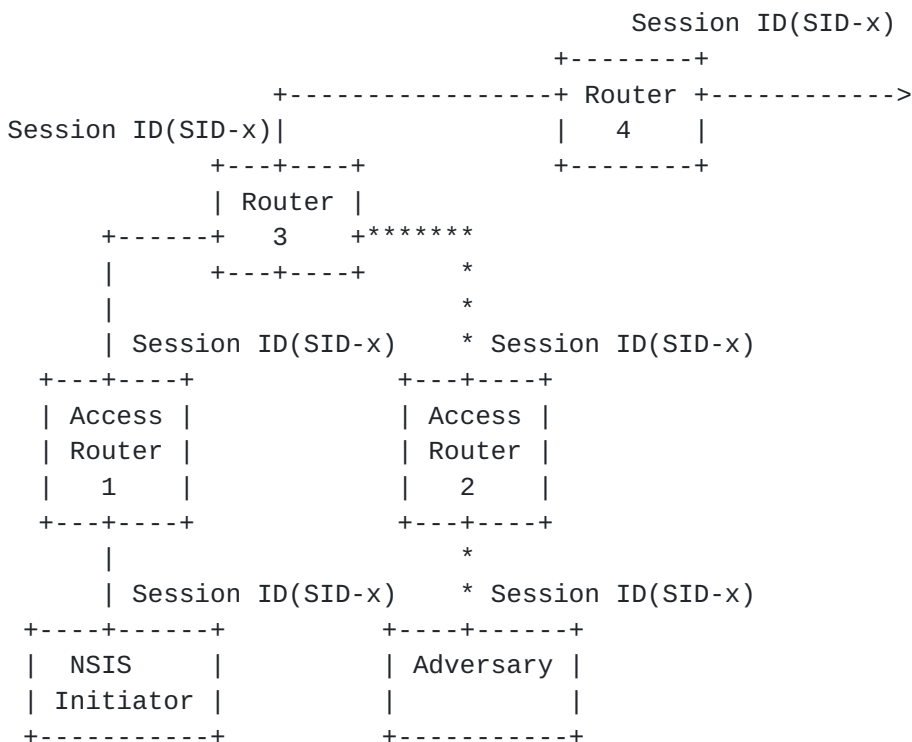 Session ID(SID-x)
                                   +--------+
                 +-----------------+ Router +------------>
Session ID(SID-x)|                 |   4    |
             +---+----+            +--------+
             | Router |
      +------+   3    +*******
      |      +---+----+      *
      |                      *
      | Session ID(SID-x)    * Session ID(SID-x)
  +---+----+             +---+----+
  | Access |             | Access |
  | Router |             | Router |
  |   1    |             |   2    |
  +---+----+             +---+----+
      |                      *
      | Session ID(SID-x)    * Session ID(SID-x)
 +----+------+          +----+------+
 |  NSIS     |          | Adversary |
 | Initiator |          |           |
 +-----------+          +-----------+